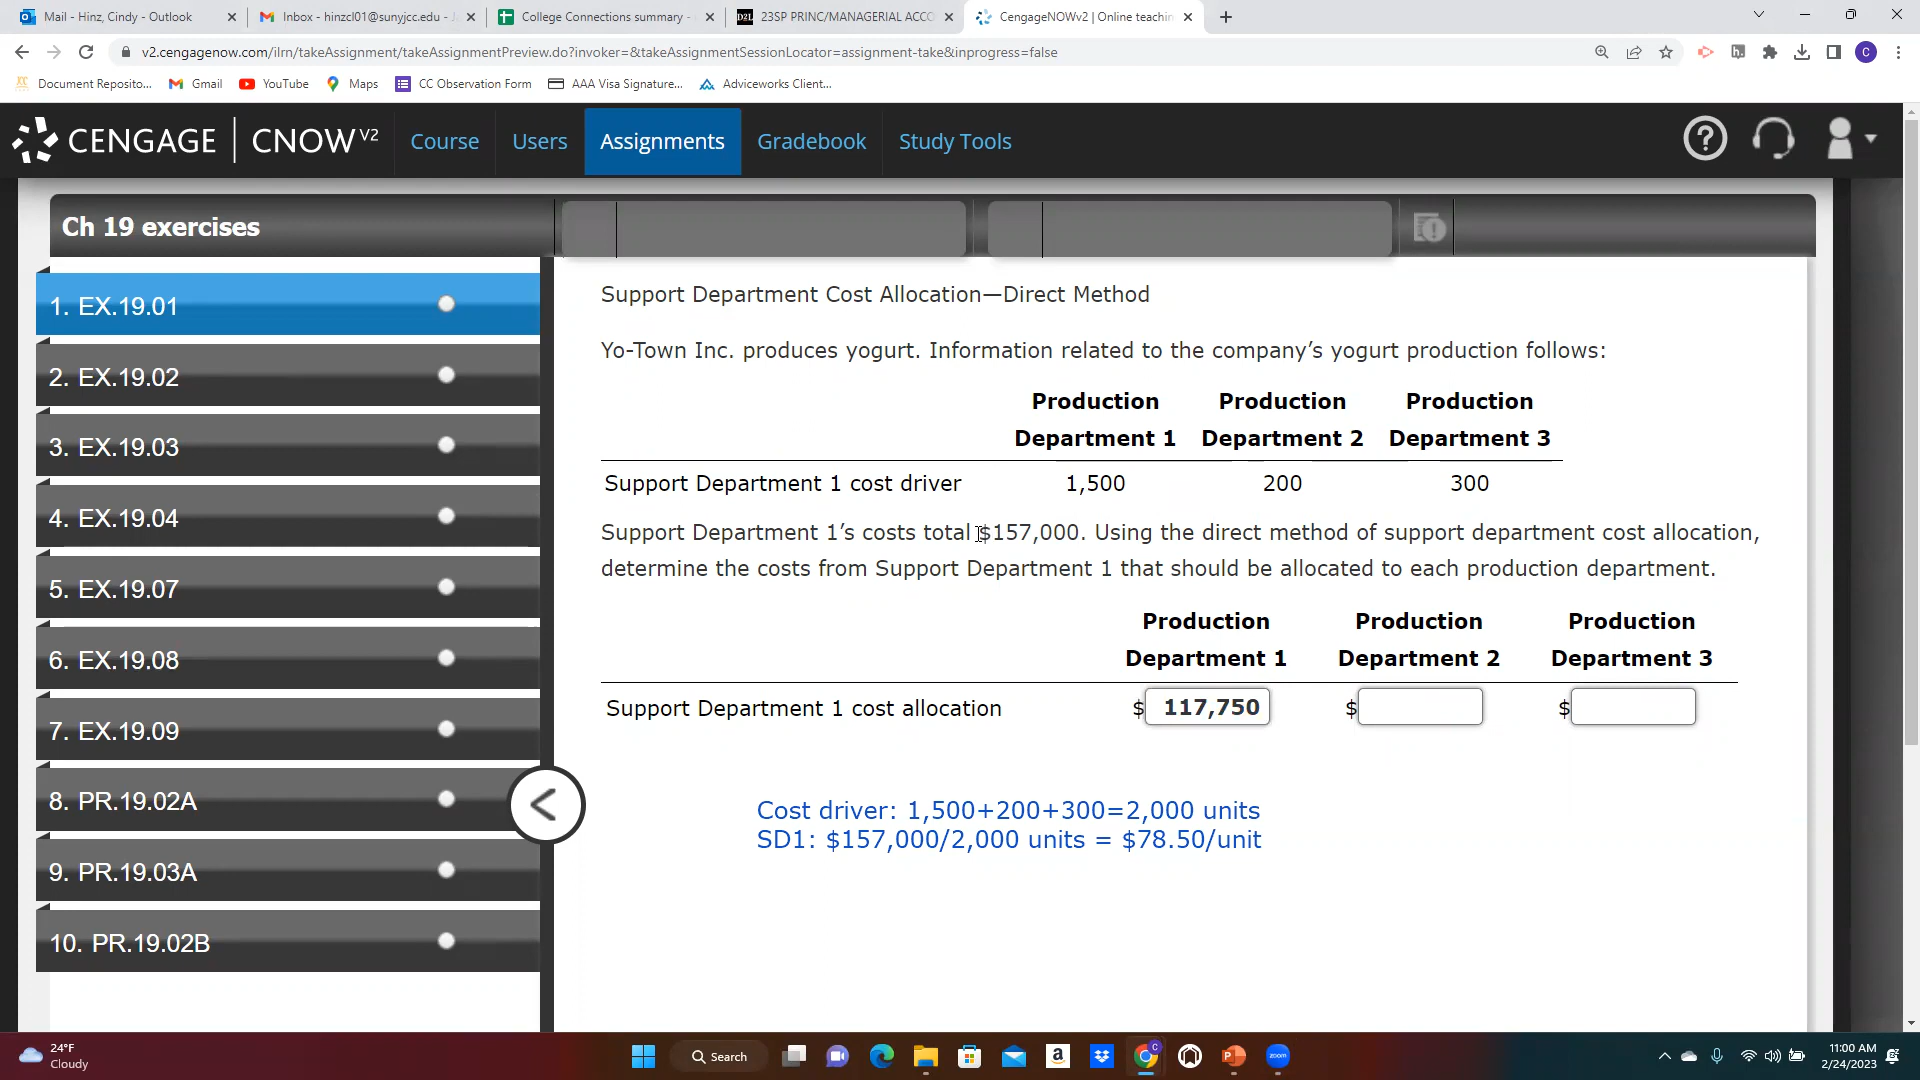 Mail - Hinz, Cindy - Outlook
Inbox - hinzcl01@sunyjcc.edu - J
College Connections summary -
D2L 23SP PRINC/MANAGERIAL ACCO
CengageNOWv2 | Online teachin
v2.cengagenow.com/ilrn/takeAssignment/takeAssignmentPreview.do?invoker=&takeAssignmentSessionLocator=assignment-take&inprogress=false
C
Document Reposito...
Gmail
YouTube
Maps
CC Observation Form
AAA Visa Signature...
Adviceworks Client...
CENGAGE
CNOWV2
Course
Users
Assignments
Gradebook
Study Tools
Ch 19 exercises
1. EX.19.01
2. EX.19.02
3. EX.19.03
4. EX.19.04
5. EX.19.07
6. EX.19.08
7. EX.19.09
8. PR.19.02A
9. PR.19.03A
10. PR.19.02B
Support Department Cost Allocation—Direct Method
Yo-Town Inc. produces yogurt. Information related to the company's yogurt production follows:
Production Production Production
Department 1 Department 2 Department 3
Support Department 1 cost driver 1,500 200 300
Support Department 1's costs total $157,000. Using the direct method of support department cost allocation,
determine the costs from Support Department 1 that should be allocated to each production department.
Production Production Production
Department 1 Department 2 Department 3
Support Department 1 cost allocation $ 117,750 $ $
Cost driver: 1,500+200+300=2,000 units
SD1: $157,000/2,000 units = $78.50/unit
24°F
Cloudy
Search
zoom
11:00 AM
2/24/2023